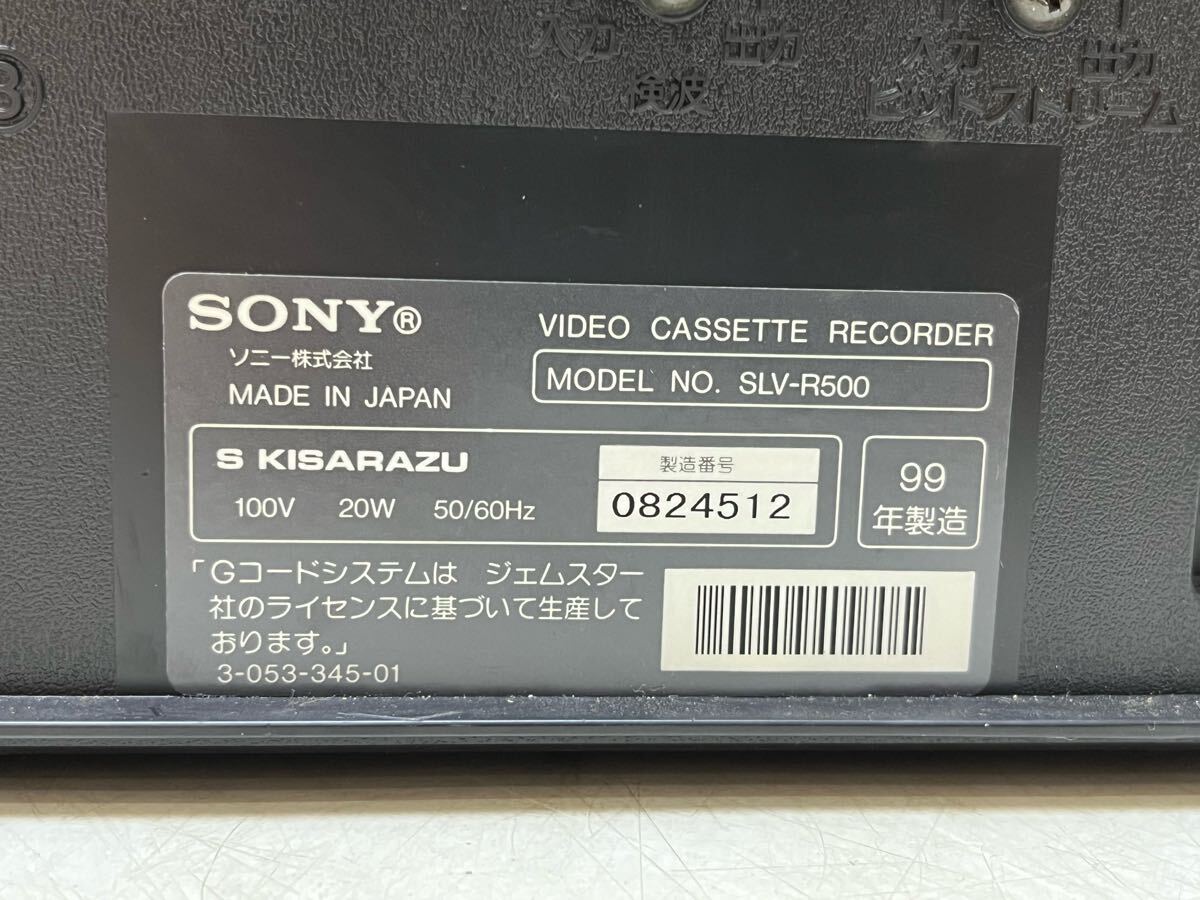 入力 出力 入力 出力
検波 ビットストリーム
SONY®
ソニー株式会社
MADE IN JAPAN
VIDEO CASSETTE RECORDER
MODEL NO. SLV-R500
S KISARAZU
100V 20W 50/60Hz
製造番号
0824512
99
年製造
「Gコードシステムは ジェムスター
社のライセンスに基づいて生産して
おります。」
3-053-345-01